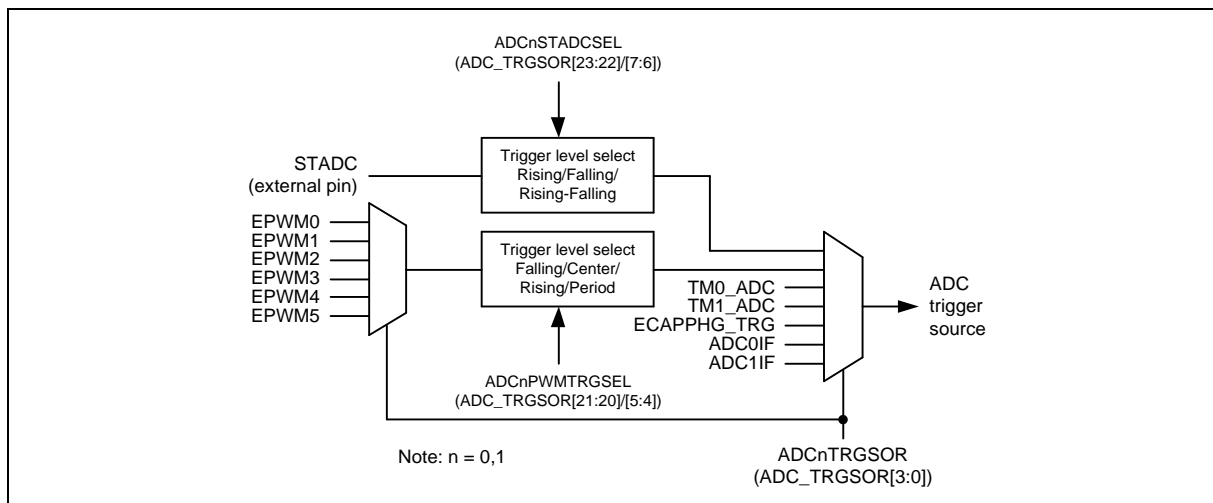 ADCnSTADCSEL
(ADC_TRGSOR[23:22]/[7:6])
STADC
(external pin)
Trigger level select
Rising/Falling/
Rising-Falling
EPWM0
EPWM1
EPWM2
EPWM3
EPWM4
EPWM5
Trigger level select
Falling/Center/
Rising/Period
TM0_ADC
TM1_ADC
ECAPPHG_TRG
ADC0IF
ADC1IF
ADC
trigger
source
ADCnPWMTRGSEL
(ADC_TRGSOR[21:20]/[5:4])
Note: n = 0,1
ADCnTRGSOR
(ADC_TRGSOR[3:0])